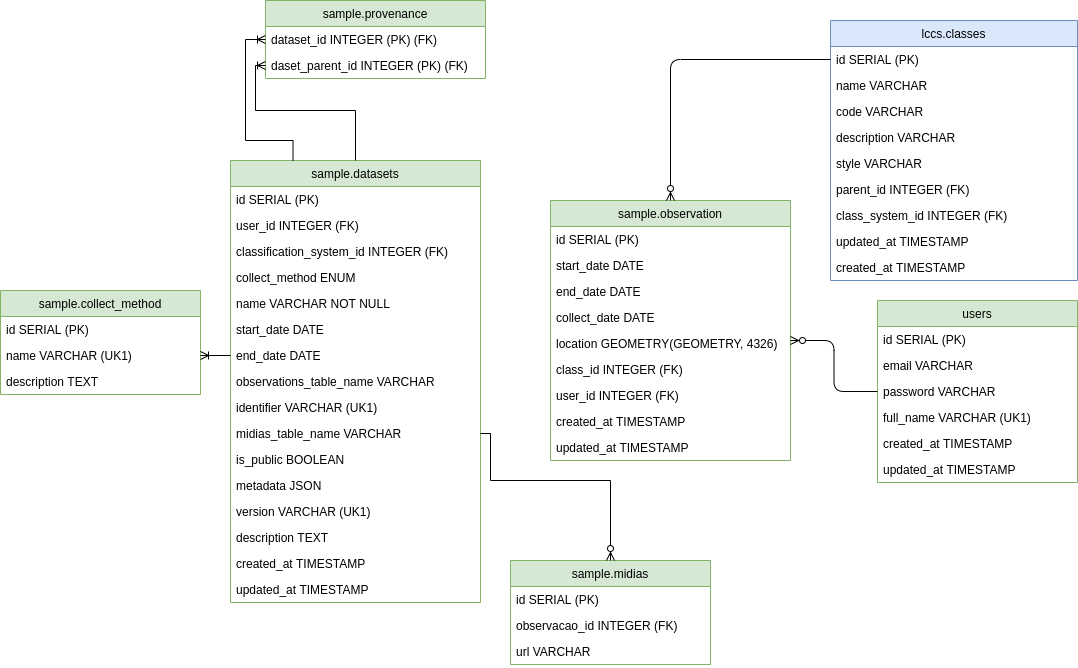 sample.provenance
dataset_id INTEGER (PK) (FK)
daset_parent_id INTEGER (PK) (FK)
lccs.classes
id SERIAL (PK)
name VARCHAR
code VARCHAR
description VARCHAR
style VARCHAR
parent_id INTEGER (FK)
class_system_id INTEGER (FK)
updated_at TIMESTAMP
created_at TIMESTAMP
sample.datasets
id SERIAL (PK)
user_id INTEGER (FK)
classification_system_id INTEGER (FK)
collect_method ENUM
name VARCHAR NOT NULL
start_date DATE
end_date DATE
observations_table_name VARCHAR
identifier VARCHAR (UK1)
midias_table_name VARCHAR
is_public BOOLEAN
metadata JSON
version VARCHAR (UK1)
description TEXT
created_at TIMESTAMP
updated_at TIMESTAMP
sample.observation
id SERIAL (PK)
start_date DATE
end_date DATE
collect_date DATE
location GEOMETRY(GEOMETRY, 4326)
class_id INTEGER (FK)
user_id INTEGER (FK)
created_at TIMESTAMP
updated_at TIMESTAMP
sample.collect_method
id SERIAL (PK)
name VARCHAR (UK1)
description TEXT
users
id SERIAL (PK)
email VARCHAR
password VARCHAR
full_name VARCHAR (UK1)
created_at TIMESTAMP
updated_at TIMESTAMP
sample.midias
id SERIAL (PK)
observacao_id INTEGER (FK)
url VARCHAR